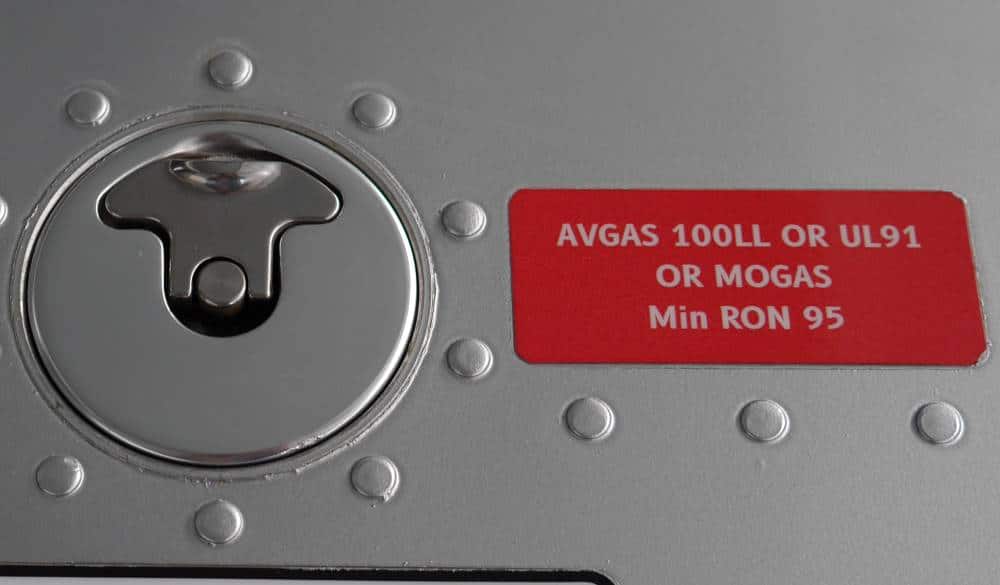 AVGAS 100LL OR UL91
OR MOGAS
Min RON 95